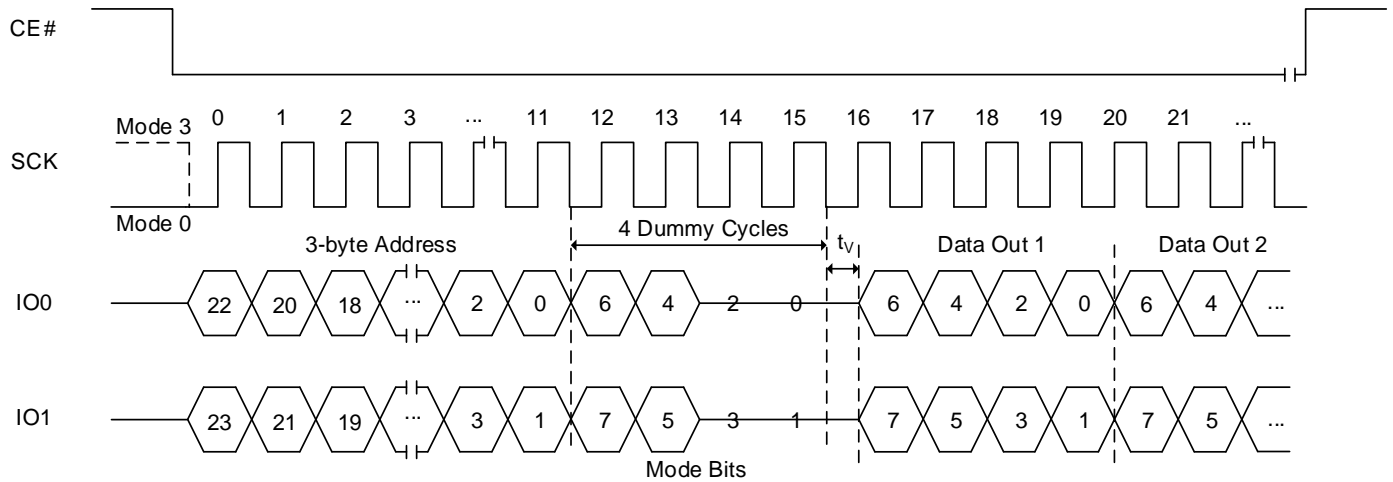 CE#
Mode 3 0 1 2 3 ... 11 12 13 14 15 16 17 18 19 20 21 ...
SCK
Mode 0
3-byte Address 4 Dummy Cycles tV Data Out 1 Data Out 2
IO0 22 20 18 ... 2 0 6 4 2 0 6 4 2 0 6 4 ...
IO1 23 21 19 ... 3 1 7 5 3 1 7 5 3 1 7 5 ...
Mode Bits